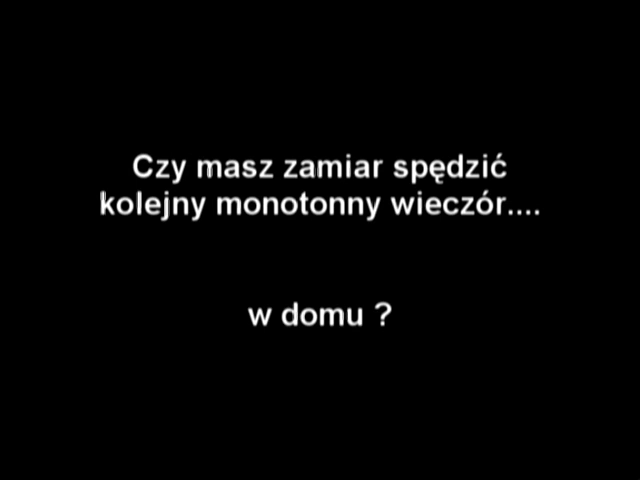 Czy masz zamiar spędzić
kolejny monotonny wieczór....
w domu ?